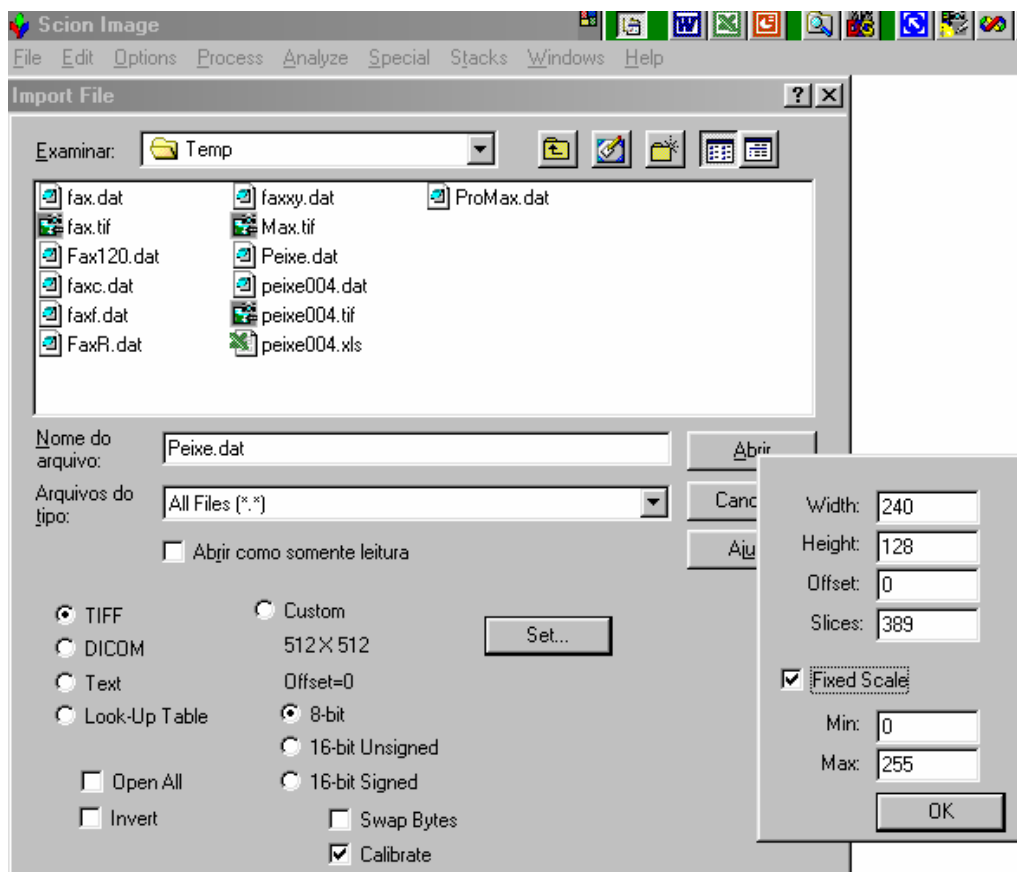 Scion Image
File Edit Options Process Analyze Special Stacks Windows Help
Import File
Examinar: Temp
fax.dat
fax.tif
Fax120.dat
faxc.dat
faxf.dat
FaxR.dat
faxxy.dat
Max.tif
Peixe.dat
peixe004.dat
peixe004.tif
peixe004.xls
ProMax.dat
Nome do
arquivo:
Peixe.dat
Abrir
Arquivos do
tipo:
All Files (*.*)
Canc
Abrir como somente leitura
Aju
TIFF
DICOM
Text
Look-Up Table
Open All
Invert
Custom
512 X 512
Offset=0
8-bit
16-bit Unsigned
16-bit Signed
Swap Bytes
Calibrate
Set...
Width: 240
Height: 128
Offset: 0
Slices: 389
Fixed Scale
Min: 0
Max: 255
OK